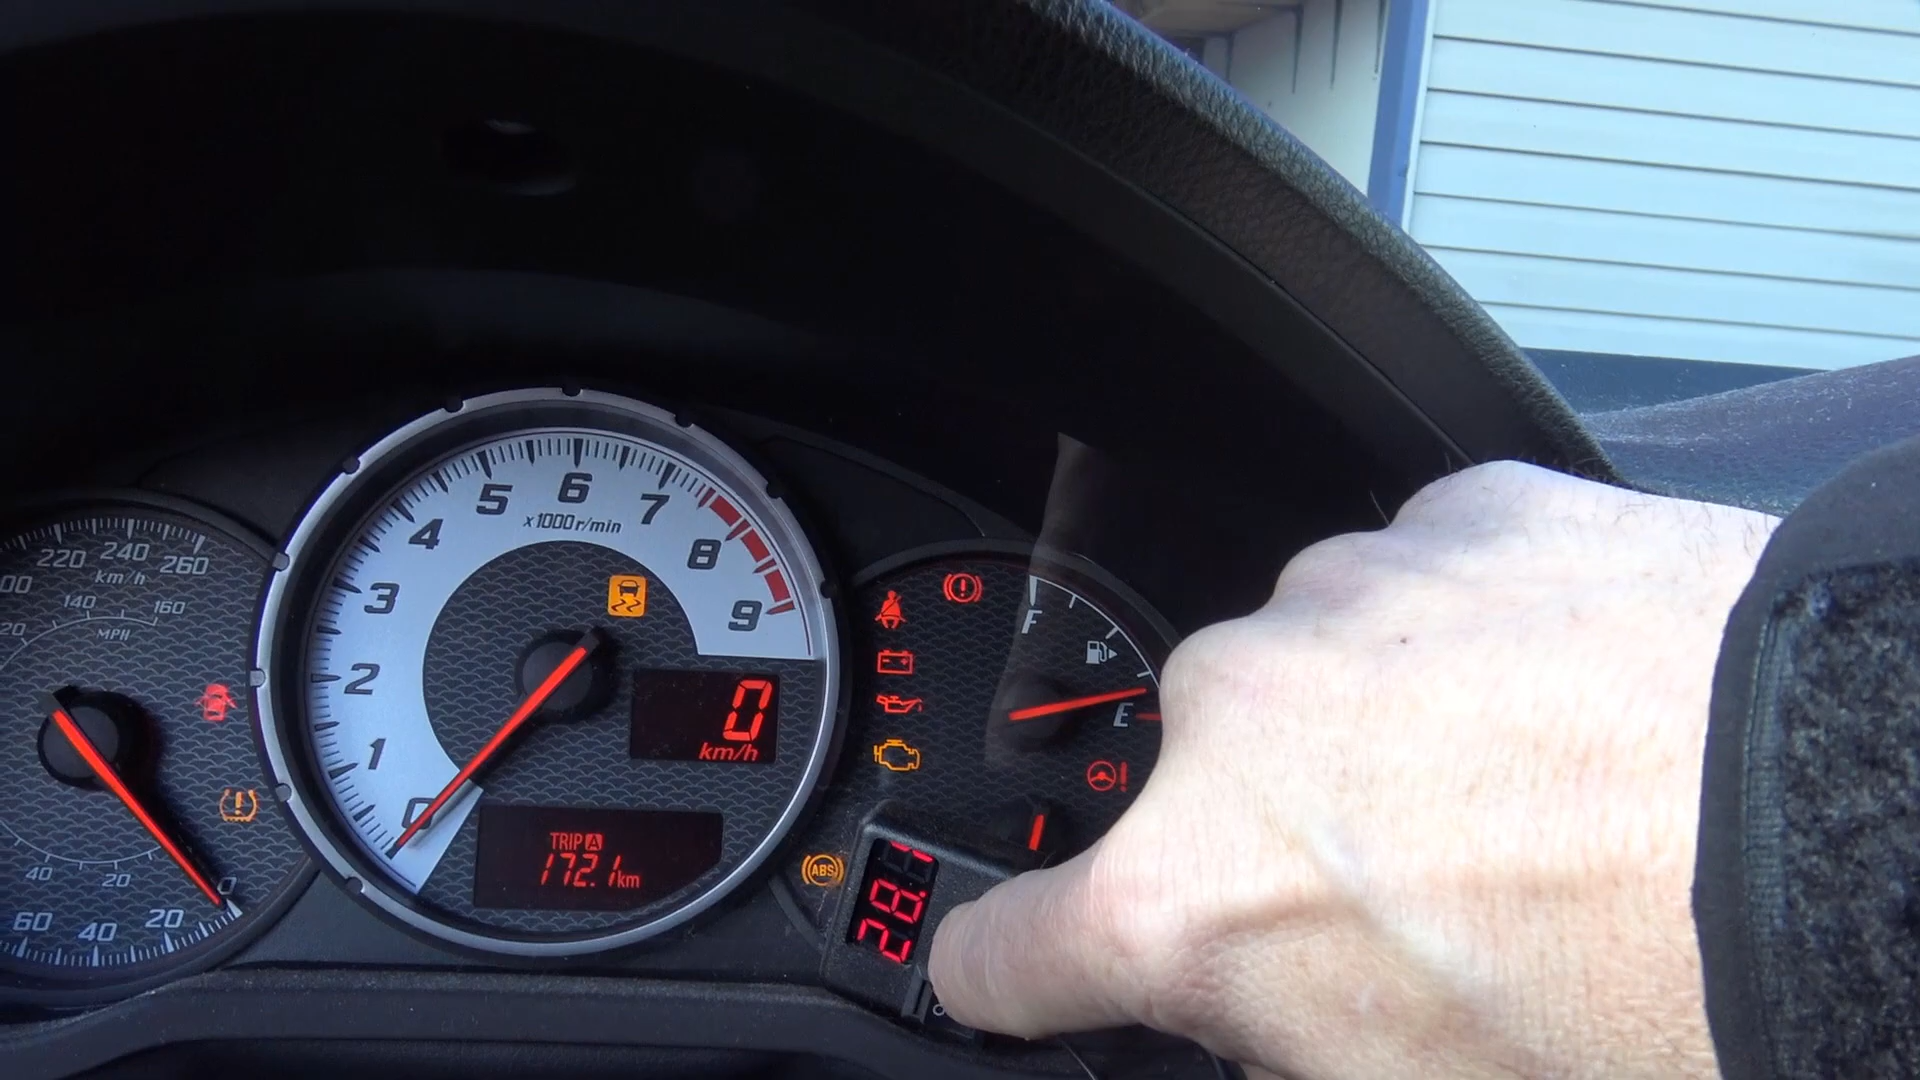 220 240 260
km/h
140 160
120
MPH
40 20
0
60 40 20
0 1 2 3 4 5 6 7 8 9
x1000r/min
0
km/h
TRIP A
172.1km
F
E
ABS